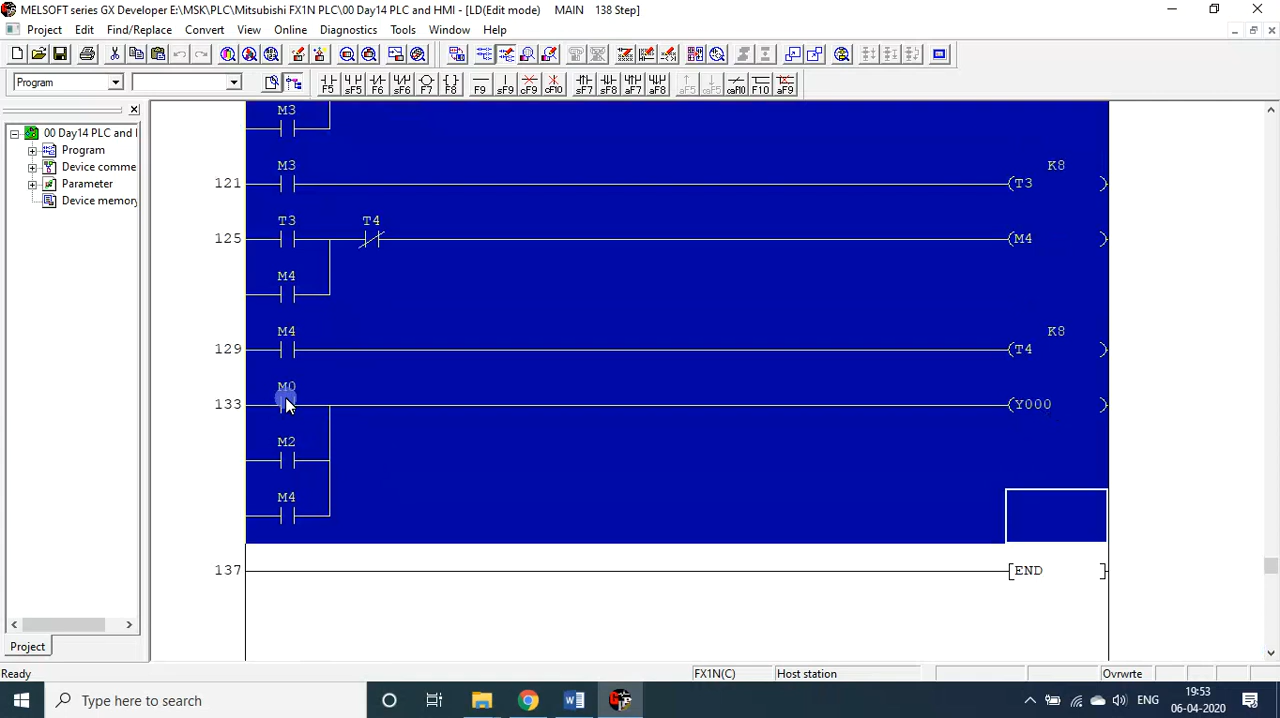 MELSOFT series GX Developer E:\MSK\PLC\Mitsubishi FX1N PLC\00 Day14 PLC and HMI - [LD(Edit mode) MAIN 138 Step]
Project Edit Find/Replace Convert View Online Diagnostics Tools Window Help
Program
F5 sF5 F6 sF6 F7 F8 F9 sF9 cF9 cF10 sF7 sF8 aF7 aF8 aF5 caF5 caF10 F10 aF9
00 Day14 PLC and
Program
Device comme
Parameter
Device memory
Project
M3
M3 K8
121 T3
T3 T4
125 M4
M4
M4 K8
129 T4
M0
133 Y000
M2
M4
137 END
Ready FX1N(C) Host station Ovrwrte
Type here to search
ENG 19:53
06-04-2020